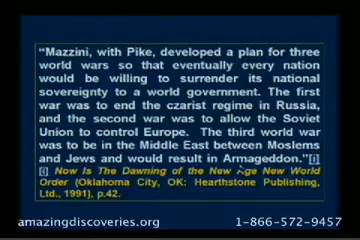 “Mazzini, with Pike, developed a plan for three
world wars so that eventually every nation
would be willing to surrender its national
sovereignty to a world government. The first
war was to end the czarist regime in Russia,
and the second war was to allow the Soviet
Union to control Europe. The third world war
was to be in the Middle East between Moslems
and Jews and would result in Armageddon.”[i]
[i] Now Is The Dawning of the New Age New World
Order (Oklahoma City, OK: Hearthstone Publishing,
Ltd., 1991), p.42.
amazingdiscoveries.org 1-866-572-9457